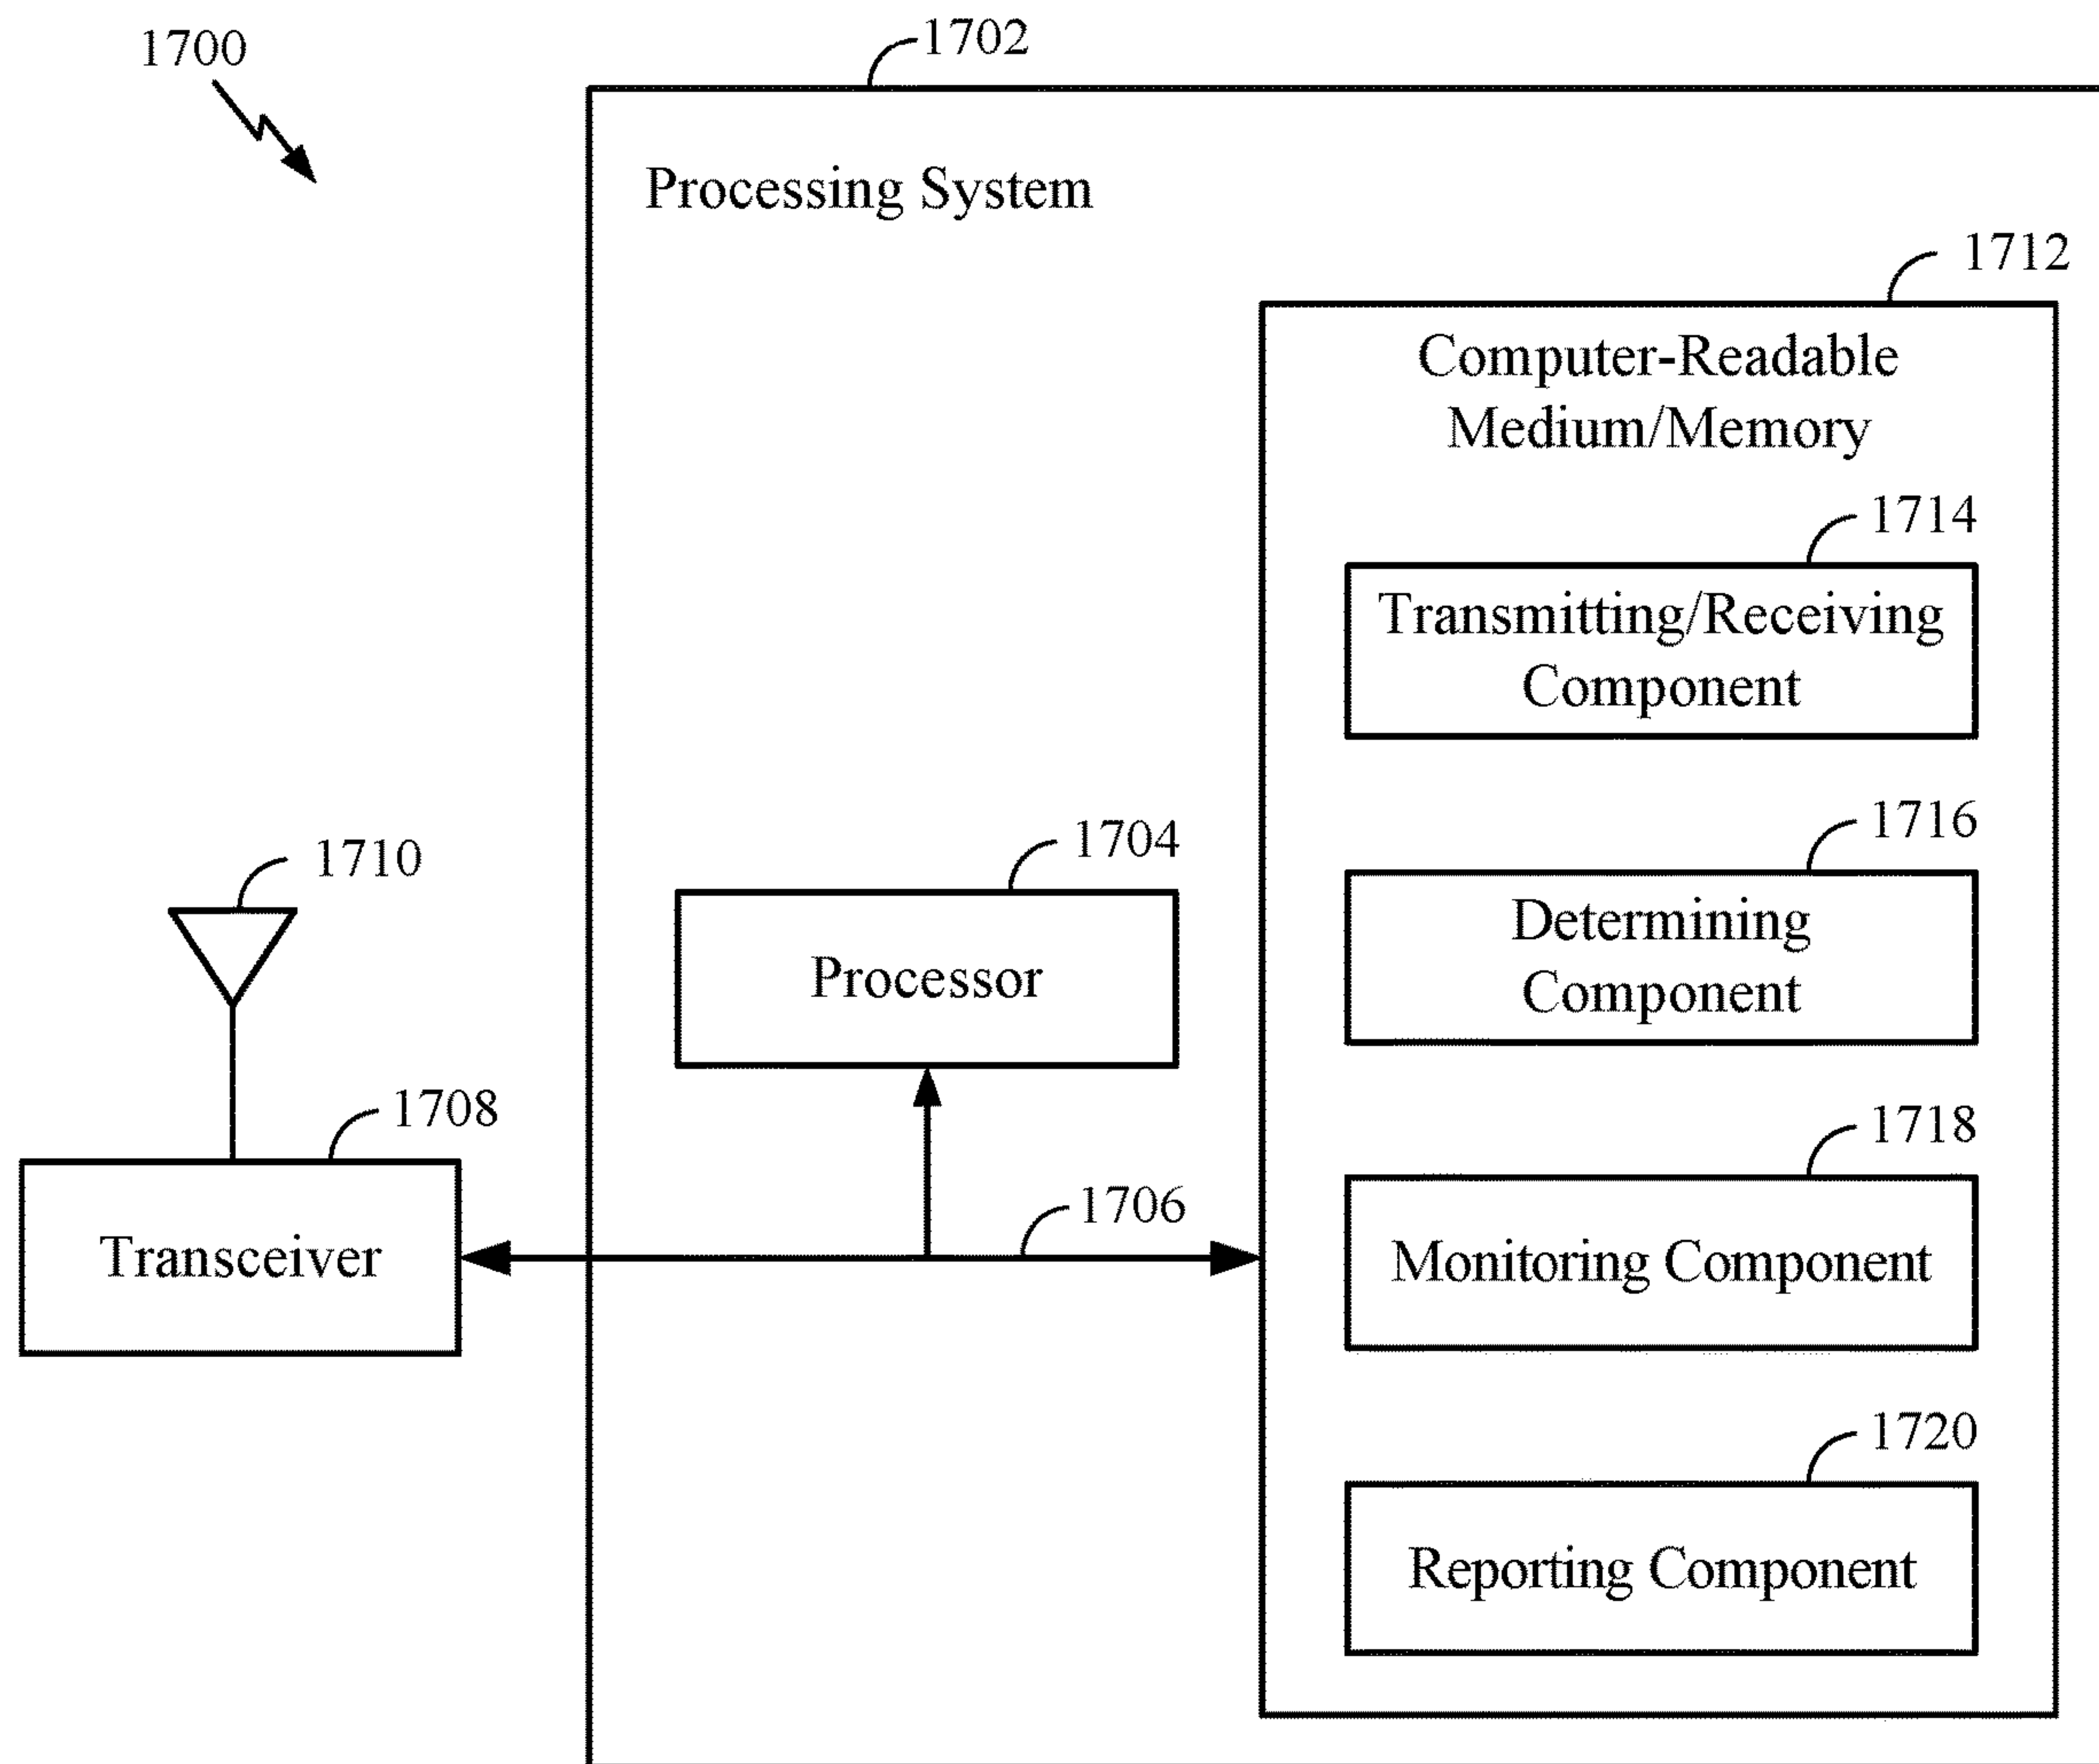 1700
1702
Processing System
1712
Computer-Readable
Medium/Memory
1714
Transmitting/Receiving
Component
1716
Determining
Component
1704
Processor
1710
1708
Transceiver
1706
1718
Monitoring Component
1720
Reporting Component